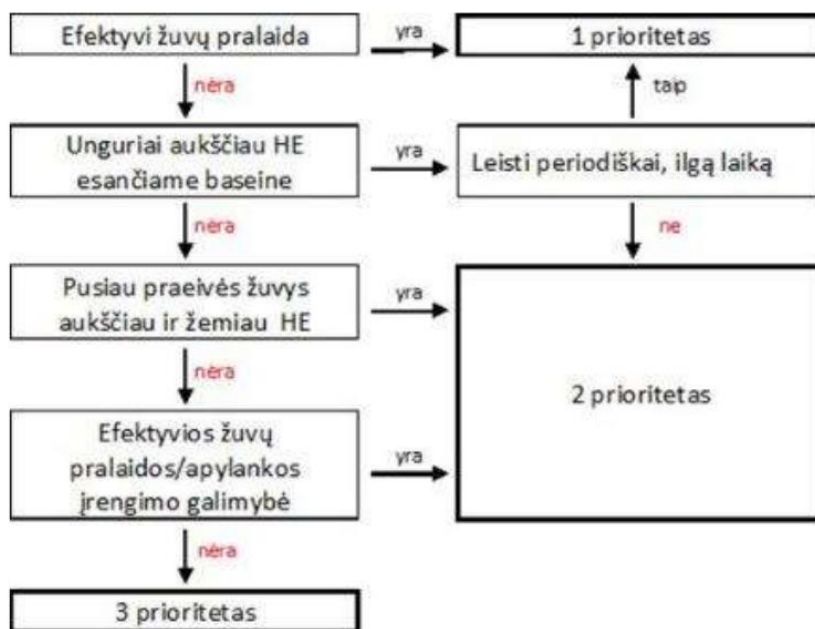 Efektyvi žuvų pralaida
yra
1 prioritetas
nėra
taip
Unguriai aukščiau HE
esančiame baseine
yra
Leisti periodiškai, ilgą laiką
nėra
ne
Pusiau praeivės žuvys
aukščiau ir žemiau HE
yra
2 prioritetas
nėra
Efektyvios žuvų
pralaidos/apylankos
įrengimo galimybė
yra
nėra
3 prioritetas